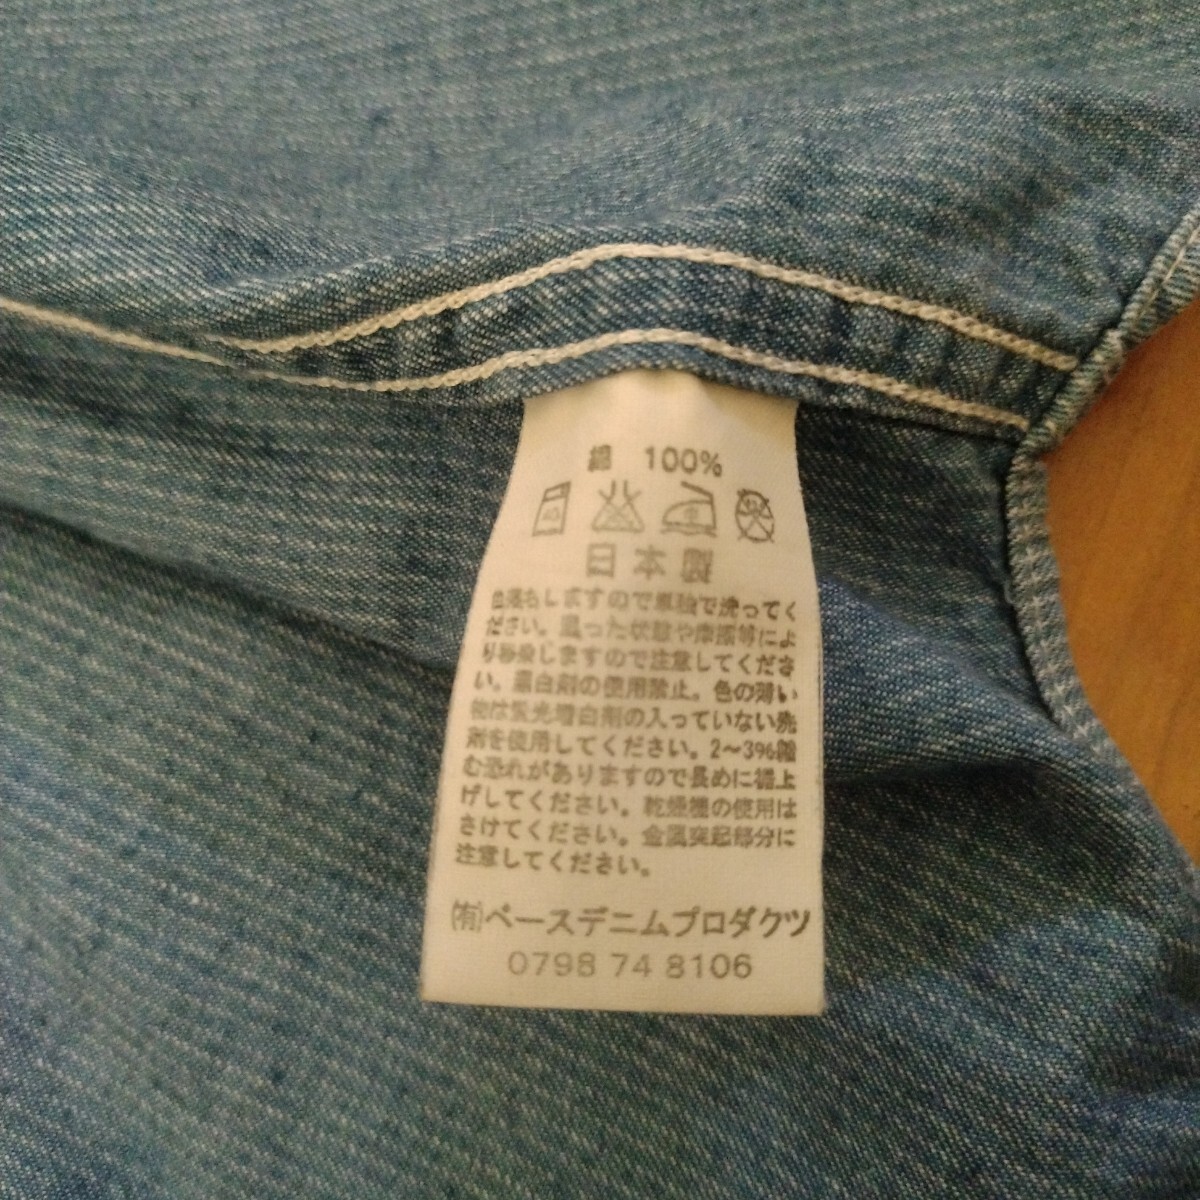 綿 100%
40
中
日本製
色落ちしますので単独で洗ってく
ださい。湿った状態や摩擦等によ
り移染しますので注意してくださ
い。漂白剤の使用禁止。色の薄い
物は蛍光増白剤の入っていない洗
剤を使用してください。2～3%縮
む恐れがありますので長めに裾上
げしてください。乾燥機の使用は
さけてください。金属突起部分に
注意してください。
(有)ベースデニムプロダクツ
0798 74 8106